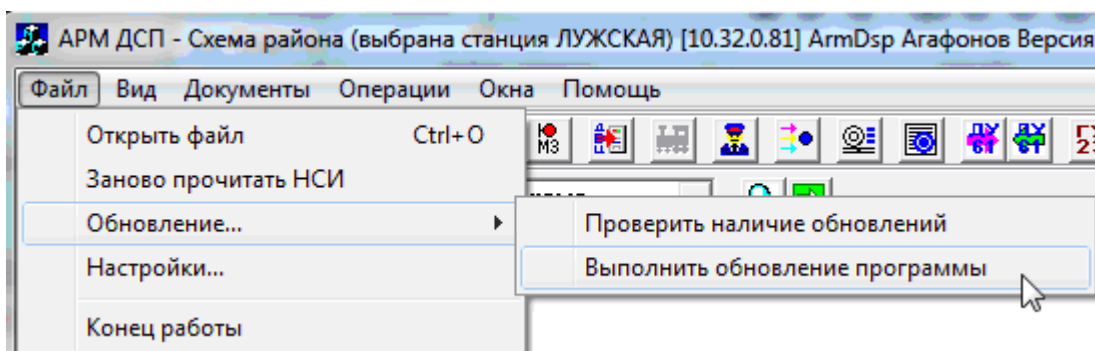 АРМ ДСП - Схема района (выбрана станция ЛУЖСКАЯ) [10.32.0.81] ArmDsp Агафонов Версия
Файл Вид Документы Операции Окна Помощь
Открыть файл Ctrl+O
МЗ
Заново прочитать НСИ
Обновление...
Проверить наличие обновлений
Настройки...
Выполнить обновление программы
Конец работы